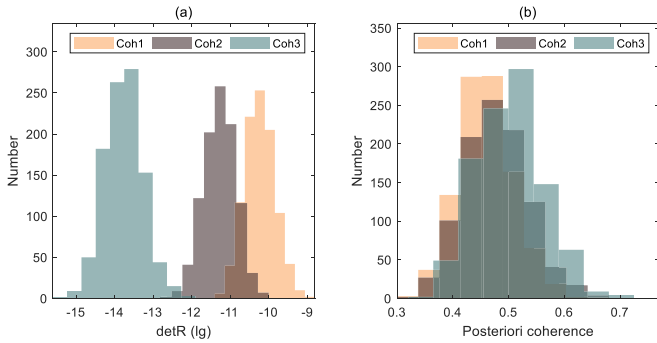 (a)
Coh1 Coh2 Coh3
300
250
200
150
100
50
0
Number
-15 -14 -13 -12 -11 -10 -9
detR (lg)
(b)
Coh1 Coh2 Coh3
350
300
250
200
150
100
50
0
Number
0.3 0.4 0.5 0.6 0.7
Posteriori coherence